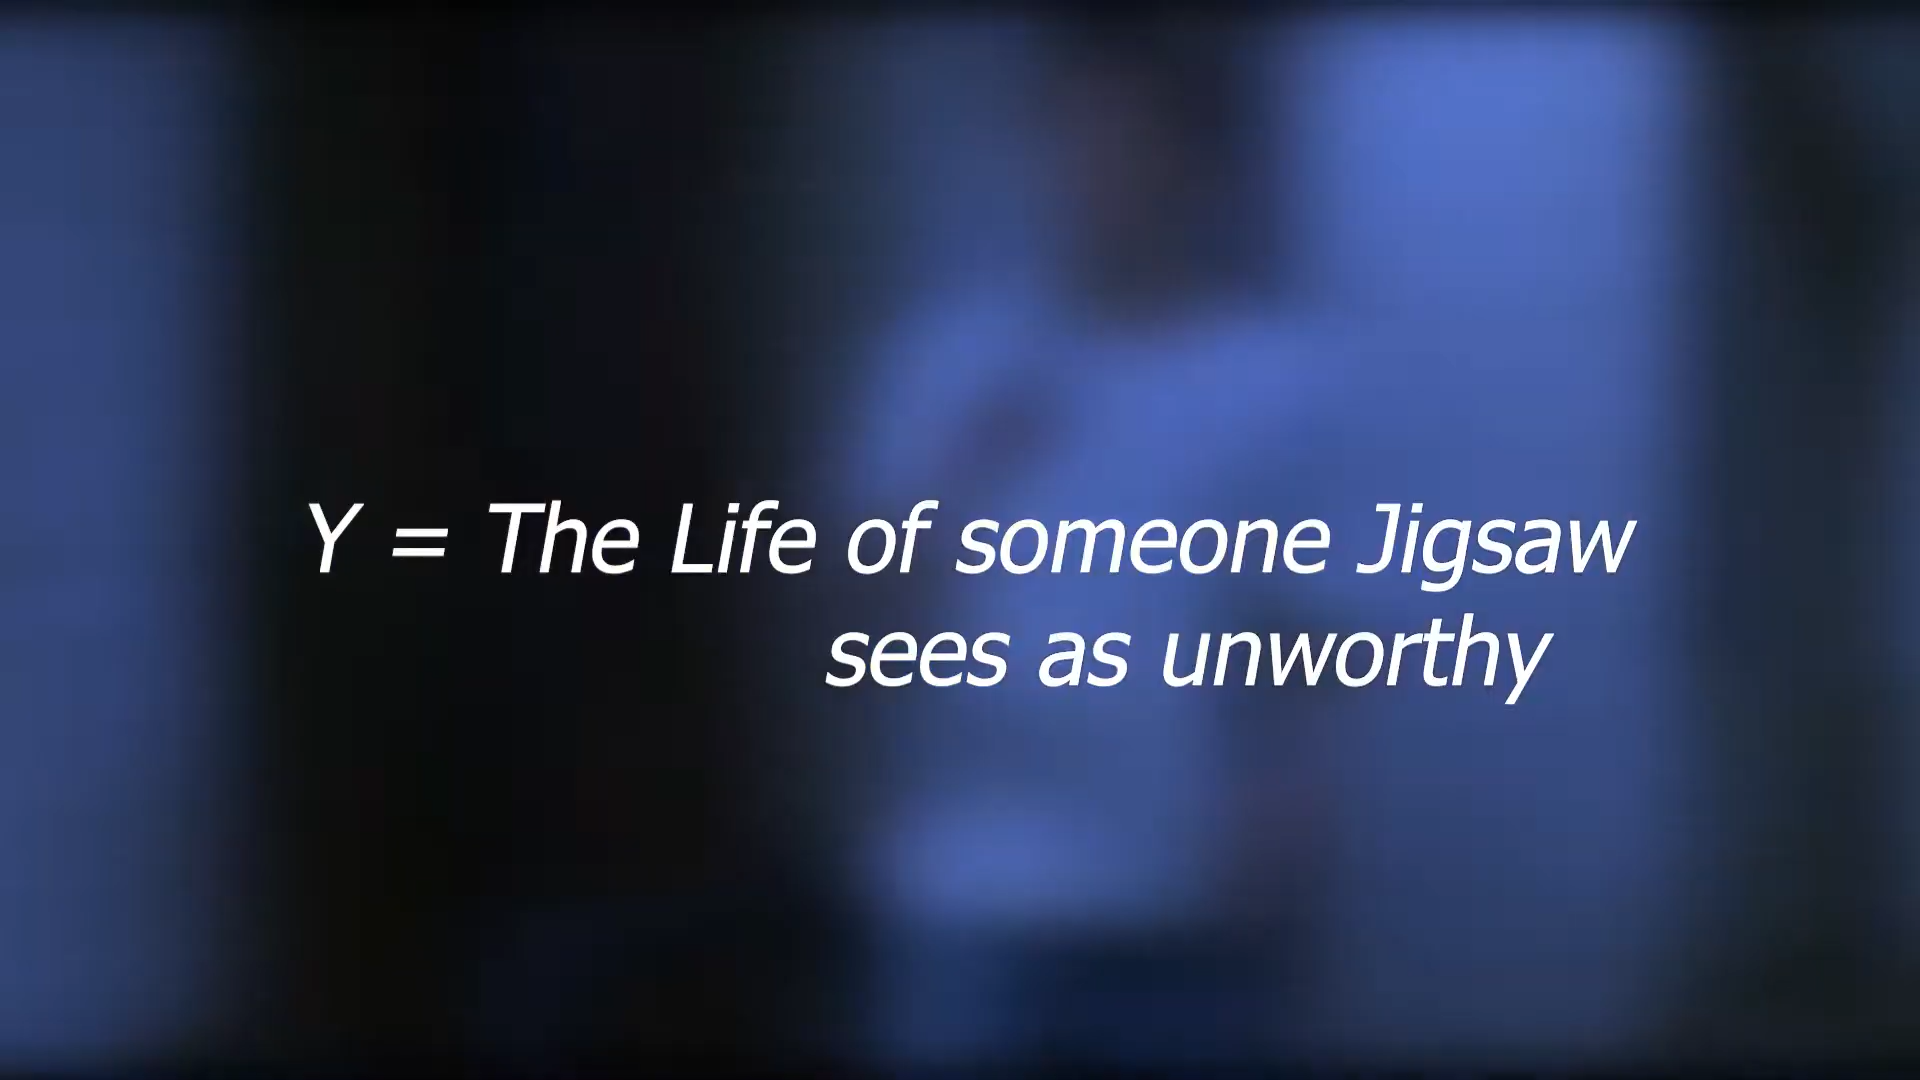 Y = The Life of someone Jigsaw
sees as unworthy